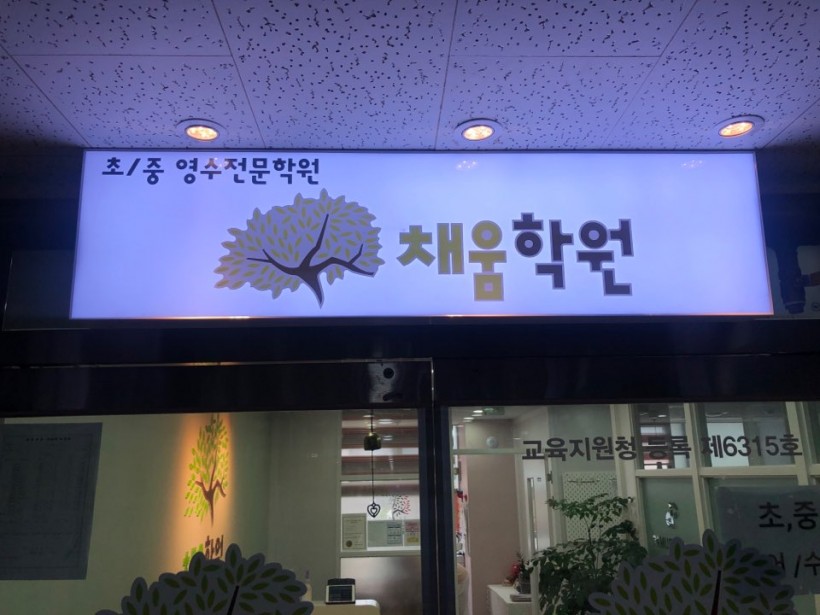 초/중 영수전문학원
채움학원
교육지원청 등록 제6315호
초,중